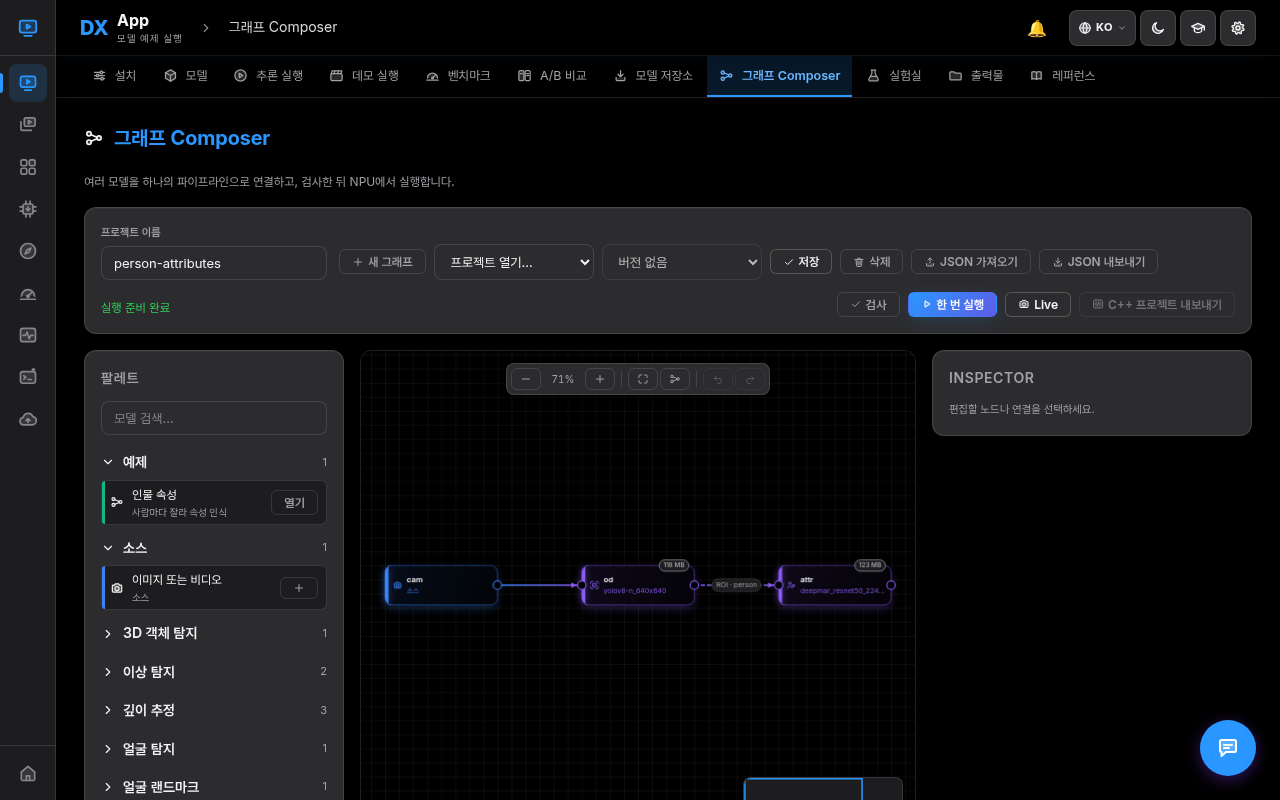 DX App
모델 예제 실행
그래프 Composer
KO
설치
모델
추론 실행
데모 실행
벤치마크
A/B 비교
모델 저장소
그래프 Composer
실험실
출력물
레퍼런스
그래프 Composer
여러 모델을 하나의 파이프라인으로 연결하고, 검사한 뒤 NPU에서 실행합니다.
프로젝트 이름
person-attributes
새 그래프
프로젝트 열기...
버전 없음
저장
삭제
JSON 가져오기
JSON 내보내기
실행 준비 완료
검사
한 번 실행
Live
C++ 프로젝트 내보내기
팔레트
모델 검색...
예제 1
인물 속성
사람마다 잘라 속성 인식
열기
소스 1
이미지 또는 비디오
소스
3D 객체 탐지 1
이상 탐지 2
깊이 추정 3
얼굴 탐지 1
얼굴 랜드마크 1
71%
cam
소스
118 MB
od
yolov8-n_640x640
ROI · person
123 MB
attr
deepmar_resnet50_224...
INSPECTOR
편집할 노드나 연결을 선택하세요.